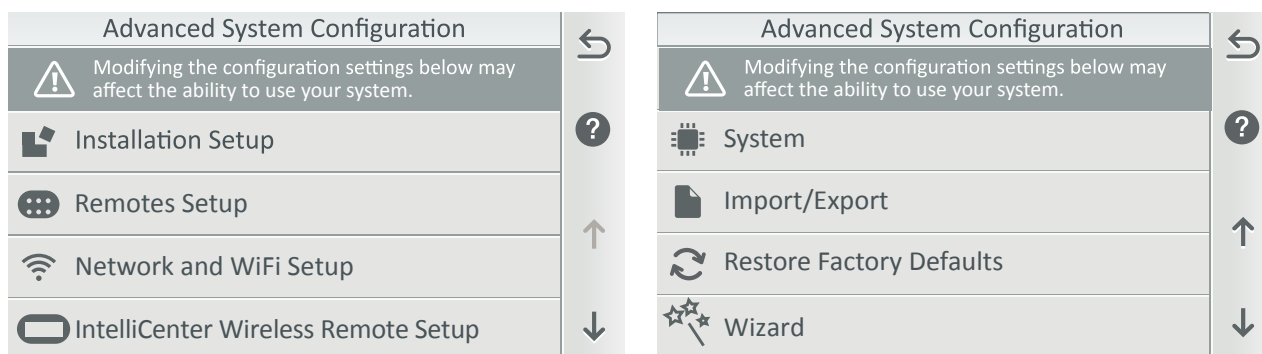 Advanced System Configuration
Modifying the configuration settings below may
affect the ability to use your system.
Installation Setup
Remotes Setup
Network and WiFi Setup
IntelliCenter Wireless Remote Setup
?
Advanced System Configuration
Modifying the configuration settings below may
affect the ability to use your system.
System
Import/Export
Restore Factory Defaults
Wizard
?